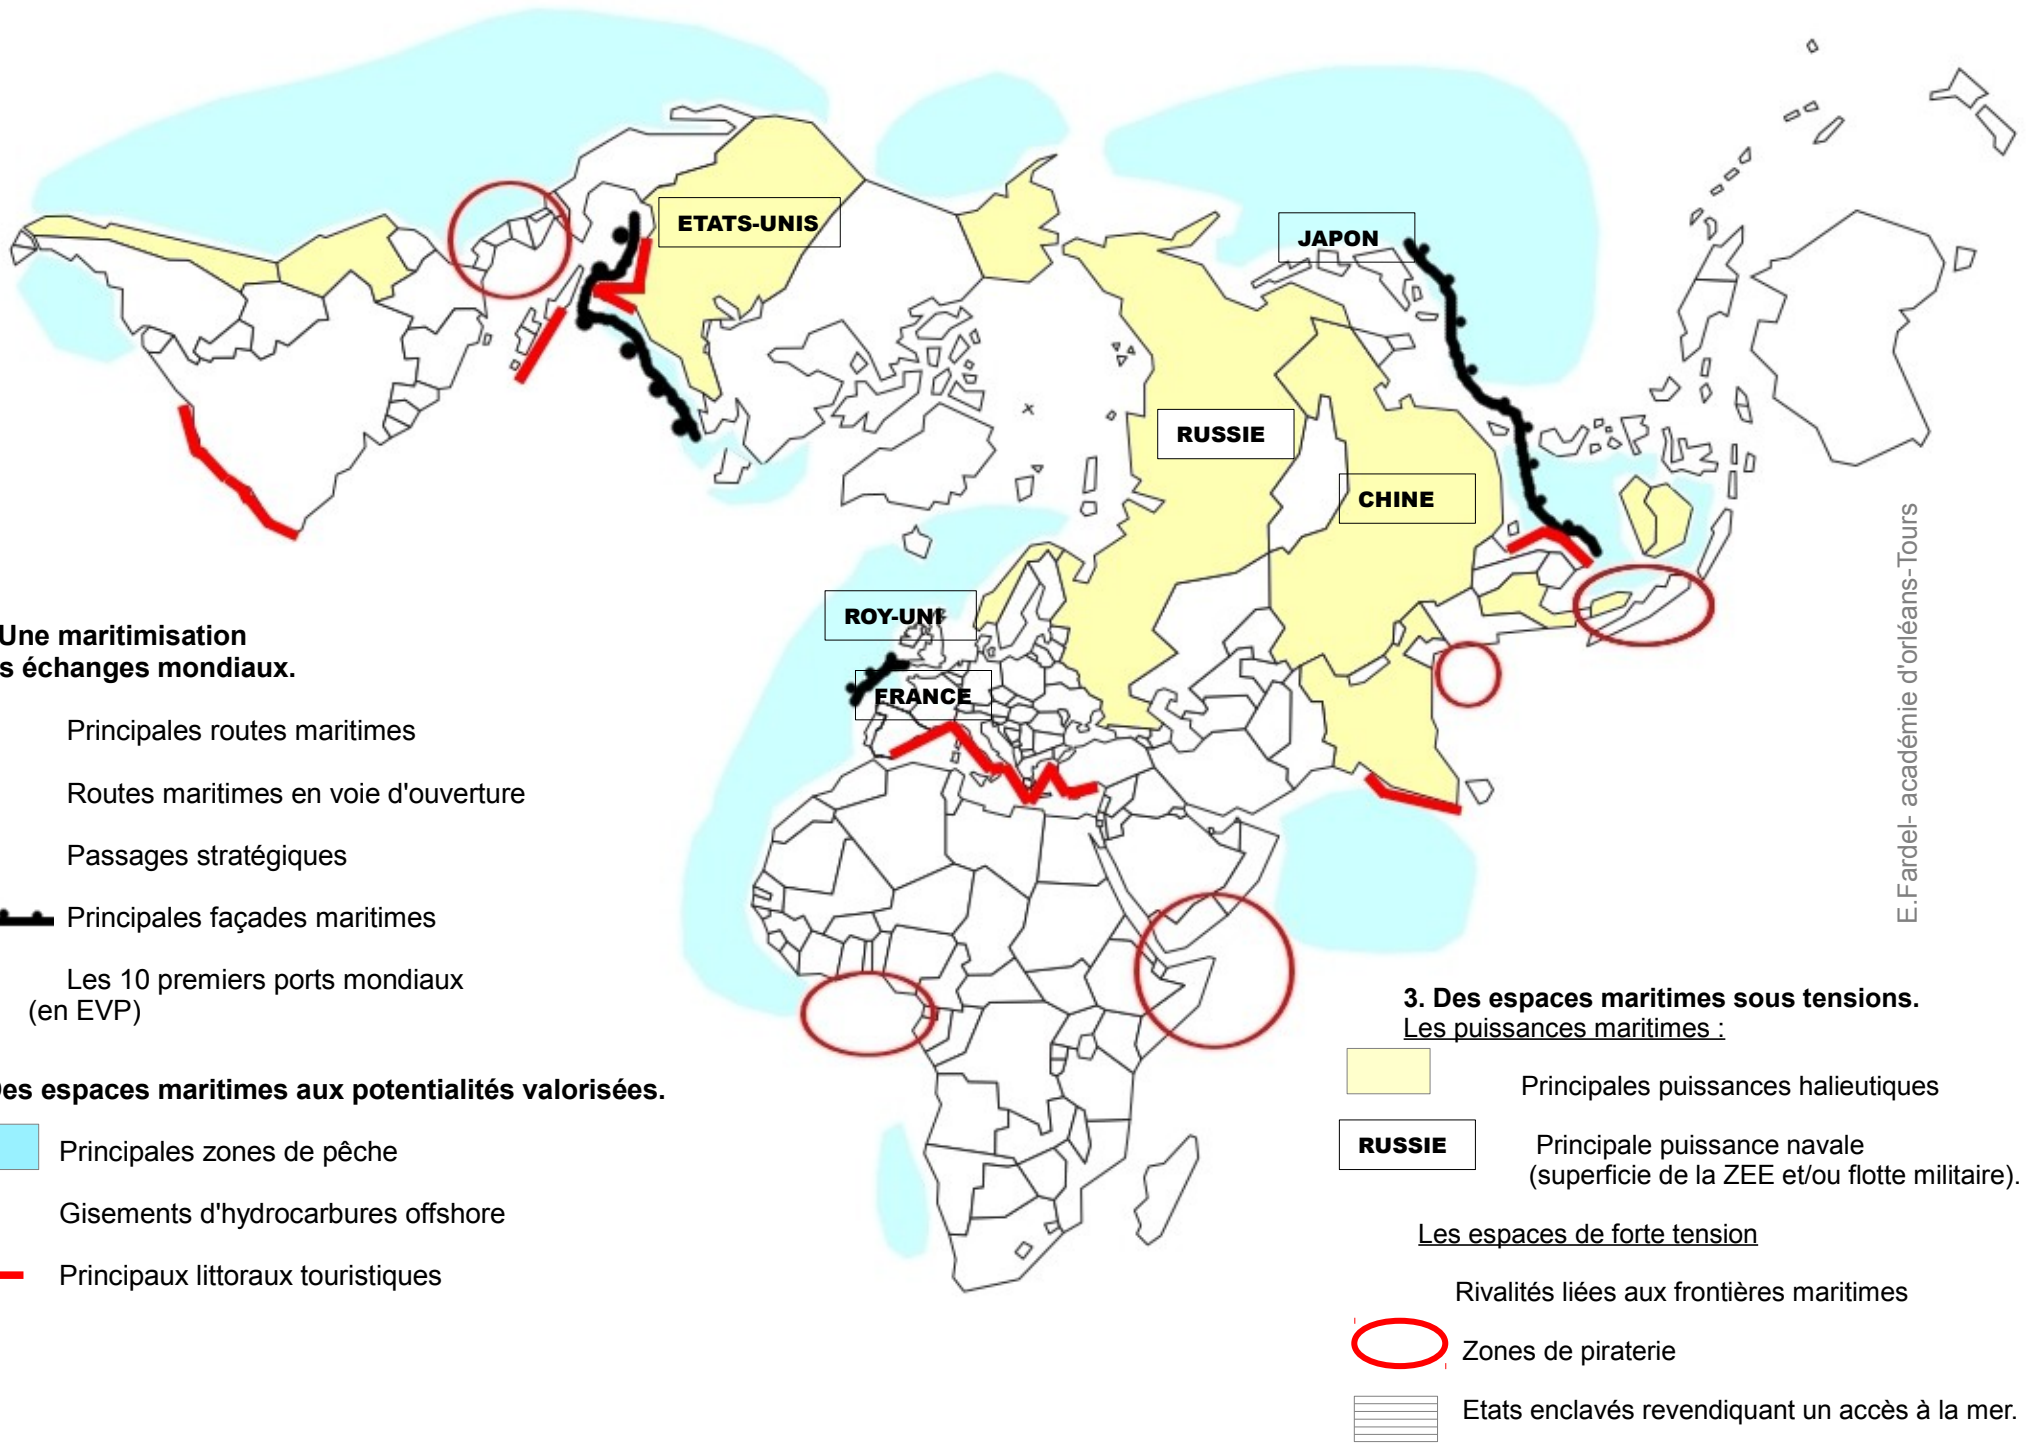 ETATS-UNIS
JAPON
RUSSIE
CHINE
ROY-UNI
FRANCE
Une maritimisation
s échanges mondiaux.
Principales routes maritimes
Routes maritimes en voie d'ouverture
Passages stratégiques
Principales façades maritimes
Les 10 premiers ports mondiaux
(en EVP)
es espaces maritimes aux potentialités valorisées.
Principales zones de pêche
Gisements d'hydrocarbures offshore
Principaux littoraux touristiques
E.Fardel- académie d'orléans-Tours
3. Des espaces maritimes sous tensions.
Les puissances maritimes :
Principales puissances halieutiques
RUSSIE
Principale puissance navale
(superficie de la ZEE et/ou flotte militaire).
Les espaces de forte tension
Rivalités liées aux frontières maritimes
Zones de piraterie
Etats enclavés revendiquant un accès à la mer.